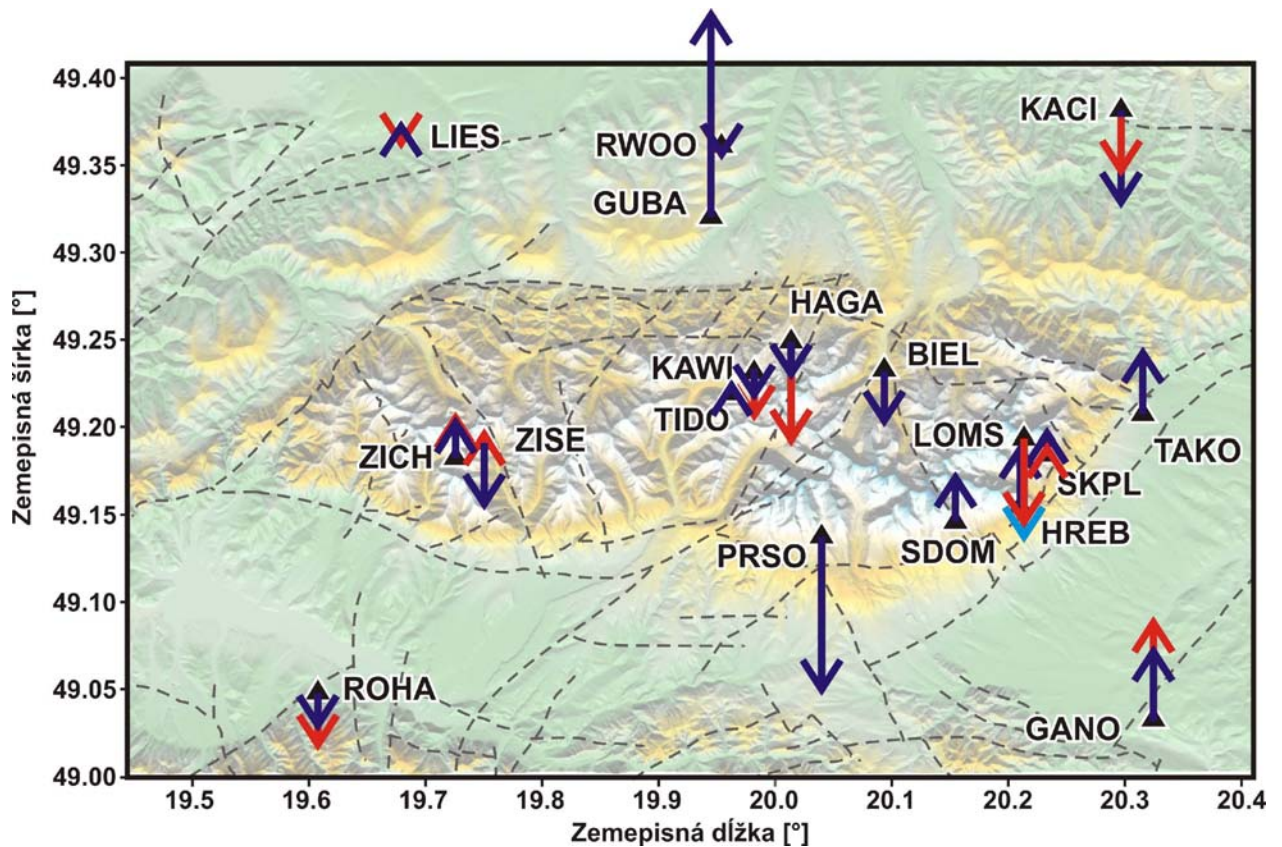 49.40
49.35
49.30
49.25
49.20
49.15
49.10
49.05
49.00
Zemepisná šírka [°]
LIES
RWOO
GUBA
KACI
HAGA
KAWI
BIEL
TIDO
ZICH
ZISE
LOMS
TAKO
SKPL
HREB
SDOM
PRSO
ROHA
GANO
19.5 19.6 19.7 19.8 19.9 20.0 20.1 20.2 20.3 20.4
Zemepisná dĺžka [°]